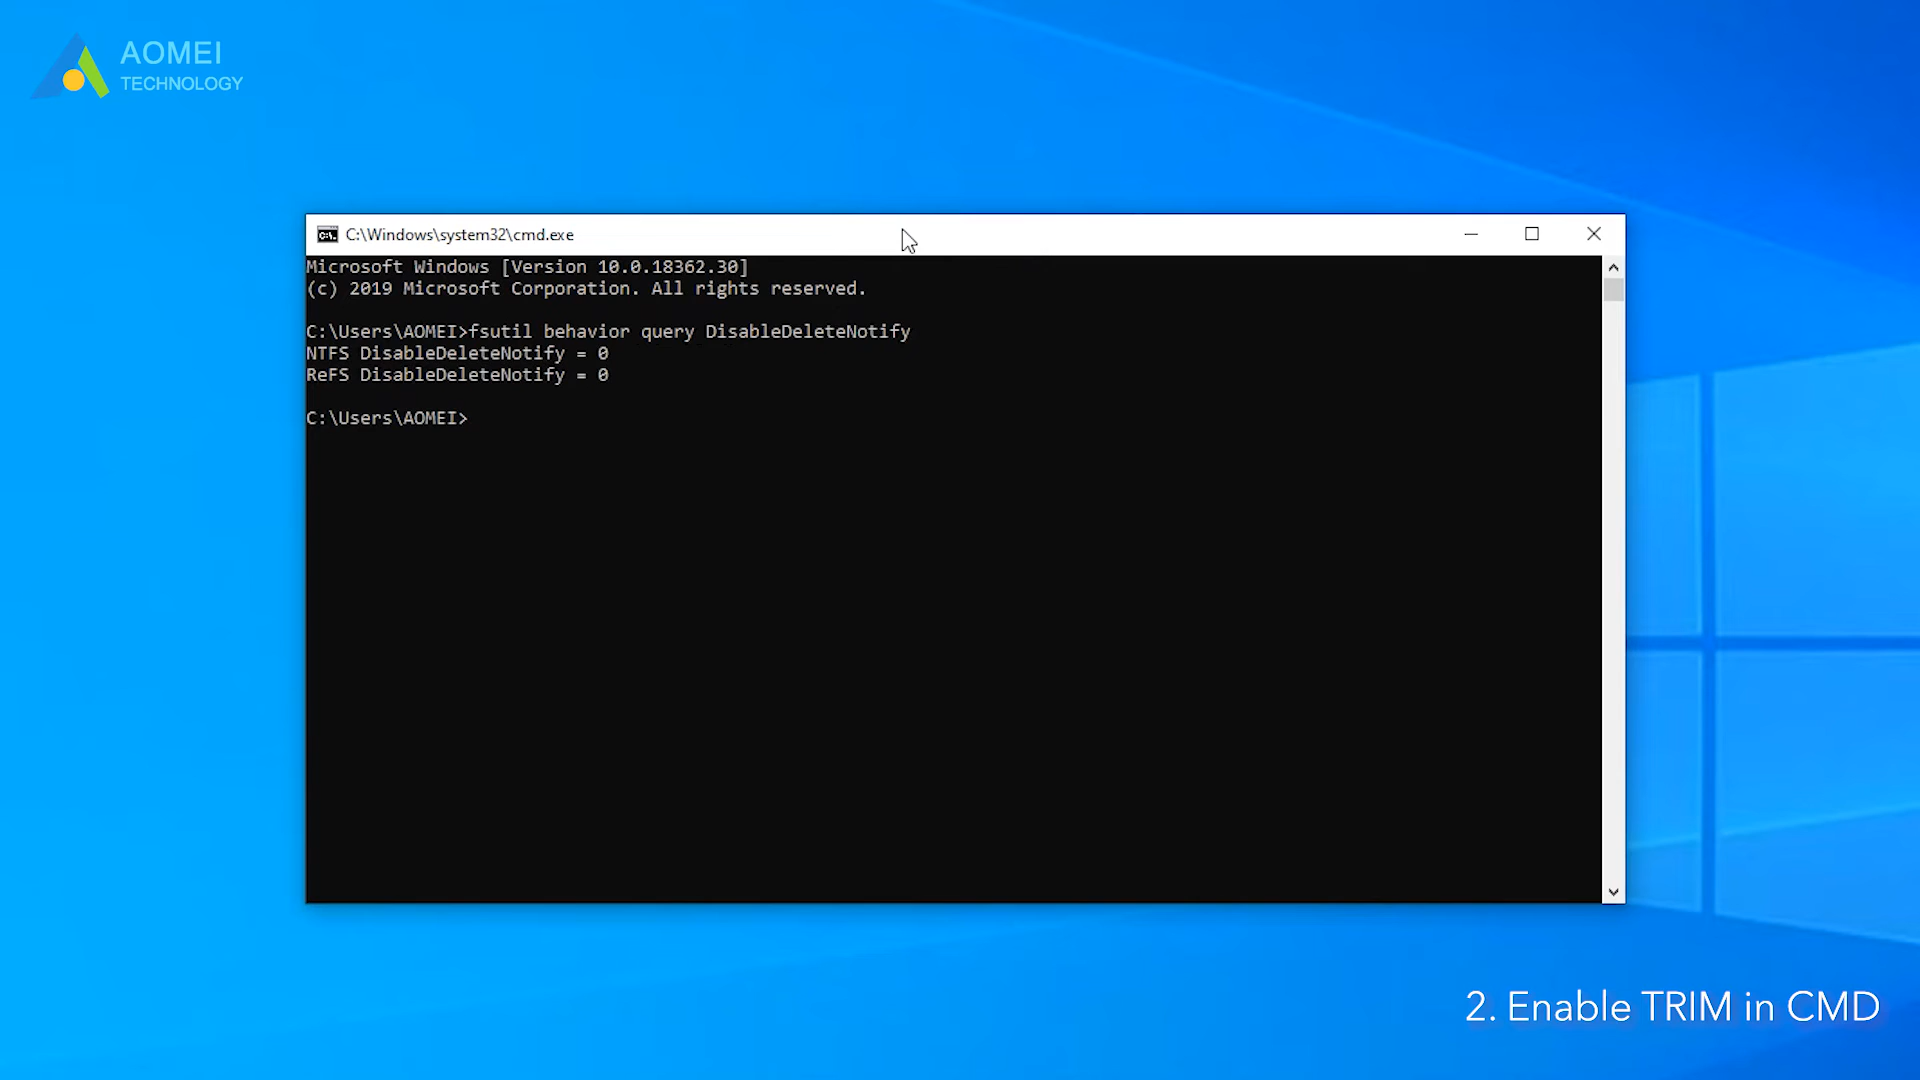 AOMEI
TECHNOLOGY
C:\Windows\system32\cmd.exe
Microsoft Windows [Version 10.0.18362.30]
(c) 2019 Microsoft Corporation. All rights reserved.
C:\Users\AOMEI>fsutil behavior query DisableDeleteNotify
NTFS DisableDeleteNotify = 0
ReFS DisableDeleteNotify = 0
C:\Users\AOMEI>
2. Enable TRIM in CMD